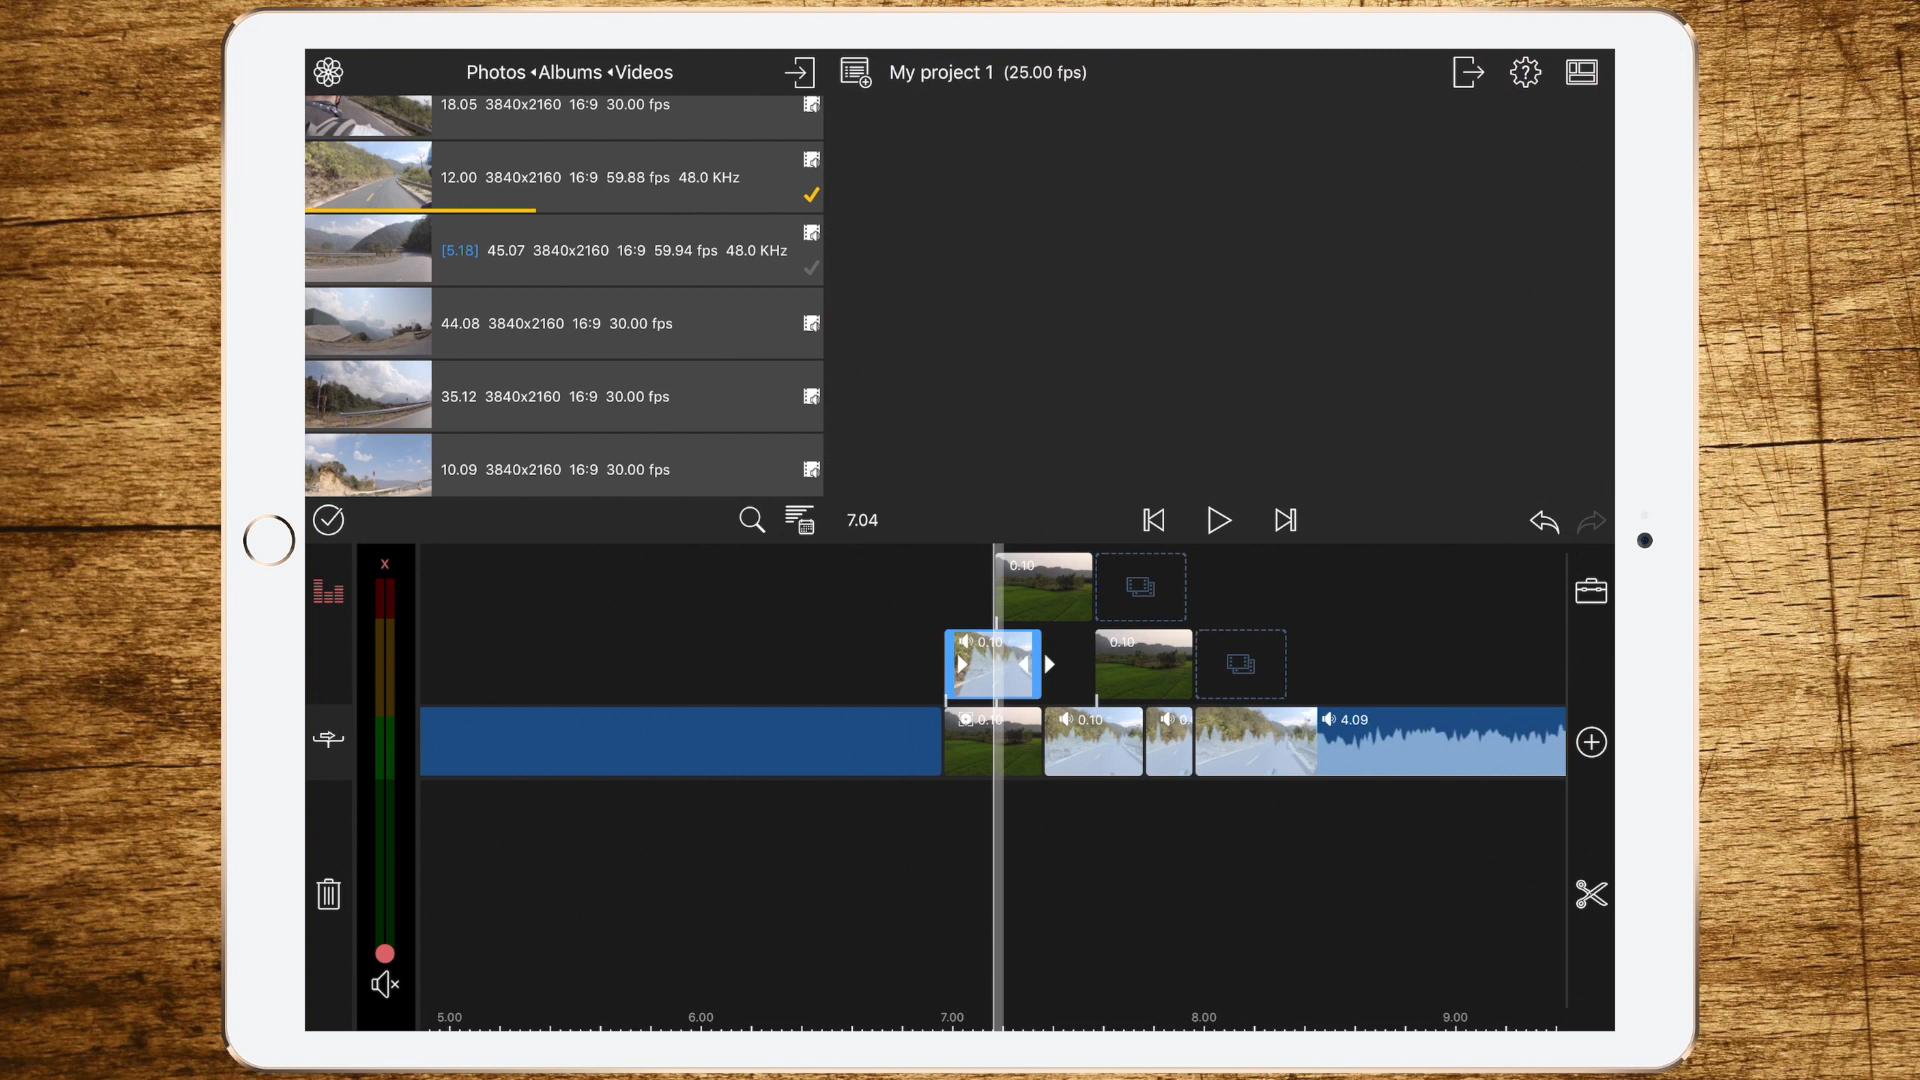 Photos Albums Videos
My project 1 (25.00 fps)
18.05 3840x2160 16:9 30.00 fps
12.00 3840x2160 16:9 59.88 fps 48.0 KHz
[5.18] 45.07 3840x2160 16:9 59.94 fps 48.0 KHz
44.08 3840x2160 16:9 30.00 fps
35.12 3840x2160 16:9 30.00 fps
10.09 3840x2160 16:9 30.00 fps
7.04
x
0.10
0.10
0.10
0.10
0.10
0.
4.09
5.00
6.00
7.00
8.00
9.00